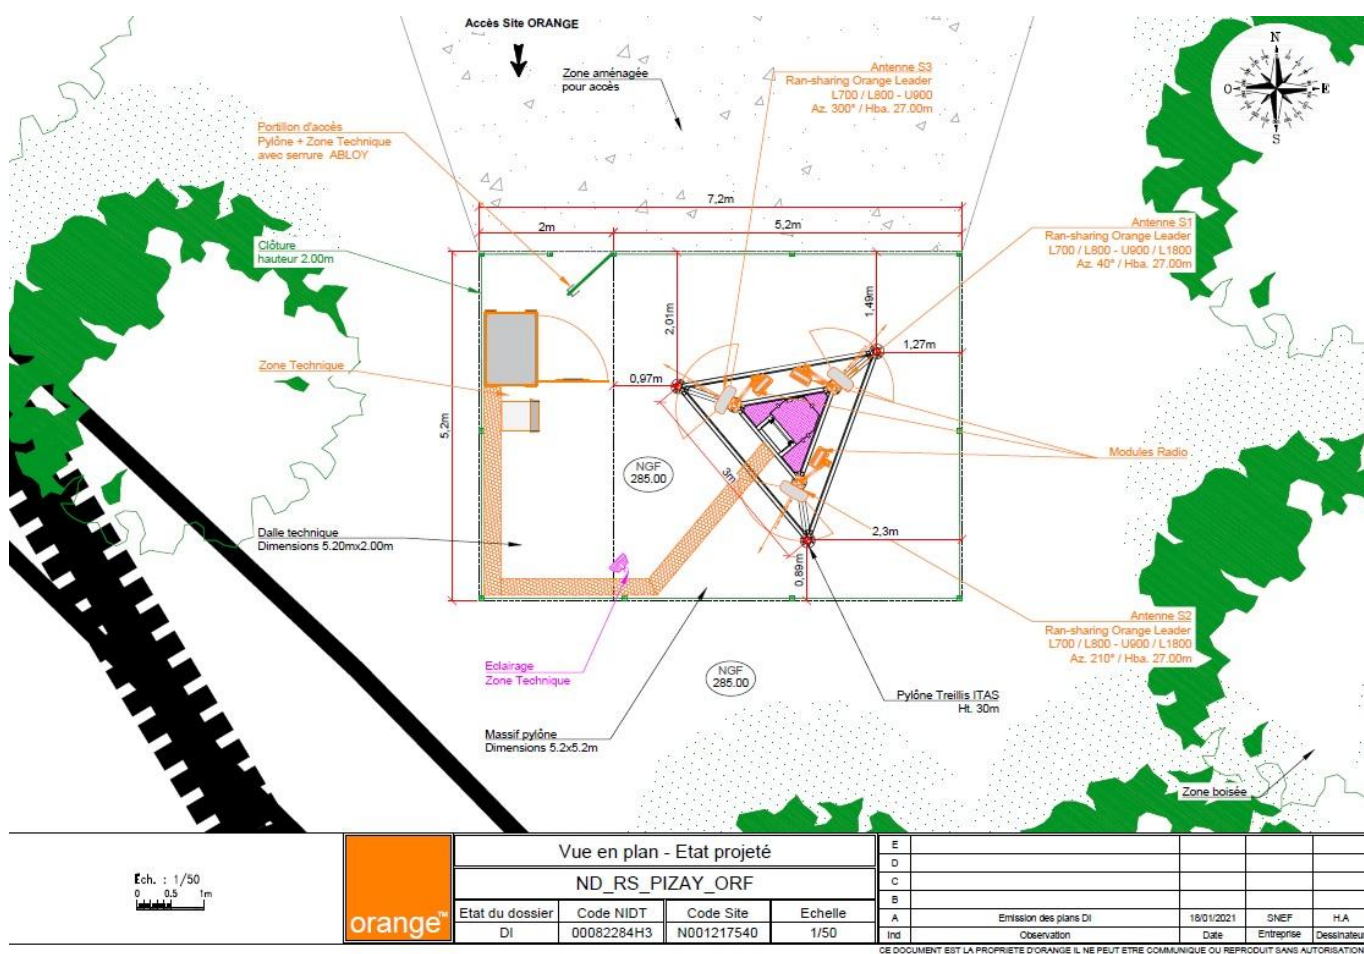 Accès Site ORANGE
N
O
E
S
Zone aménagée
pour accès
Antenne S3
Ran-sharing Orange Leader
L700 / L800 - U900
Az. 300° / Hba. 27.00m
Portillon d'accès
Pylône + Zone Technique
avec serrure ABLOY
7,2m
2m
5,2m
Antenne S1
Ran-sharing Orange Leader
L700 / L800 - U900 / L1800
Az. 40° / Hba. 27.00m
Clôture
hauteur 2.00m
2,01m
1,49m
1,27m
Zone Technique
0,97m
5,2m
Modules Radio
NGF
285.00
3m
Dalle technique
Dimensions 5.20mx2.00m
2,3m
0,89m
Antenne S2
Ran-sharing Orange Leader
L700 / L800 - U900 / L1800
Az. 210° / Hba. 27.00m
Eclairage
Zone Technique
NGF
285.00
Pylône Treillis ITAS
Ht. 30m
Massif pylône
Dimensions 5.2x5.2m
Zone boisée
Éch. : 1/50
0 0.5 1m
orange™
Vue en plan - Etat projeté
ND_RS_PIZAY_ORF
Etat du dossier Code NIDT Code Site Echelle
DI 00082284H3 N001217540 1/50
E
D
C
B
A Emission des plans DI 18/01/2021 SNEF H.A
Ind Observation Date Entreprise Dessinateur
CE DOCUMENT EST LA PROPRIETE D'ORANGE IL NE PEUT ETRE COMMUNIQUE OU REPRODUIT SANS AUTORISATION